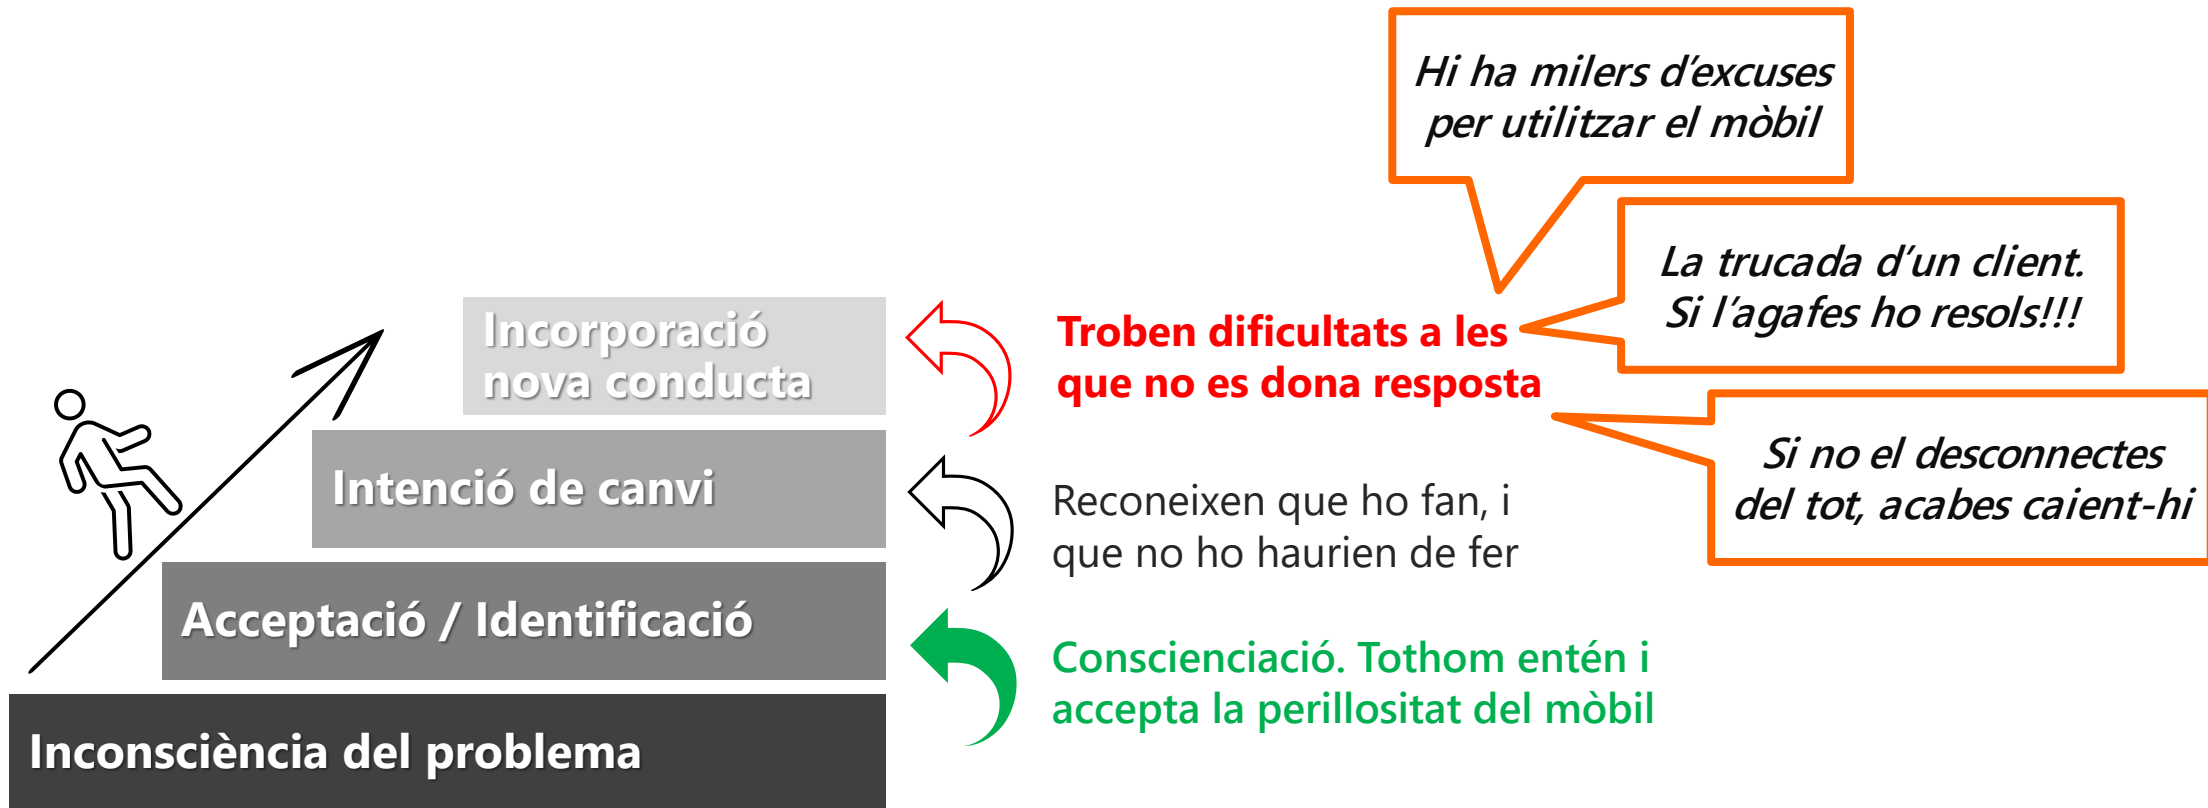 Hi ha milers d'excuses
per utilitzar el mòbil
La trucada d'un client.
Si l'agafes ho resols!!!
Si no el desconnectes
del tot, acabes caient-hi
Incorporació
nova conducta
Troben dificultats a les
que no es dona resposta
Intenció de canvi
Reconeixen que ho fan, i
que no ho haurien de fer
Acceptació / Identificació
Conscienciació. Tothom entén i
accepta la perillositat del mòbil
Inconsciència del problema